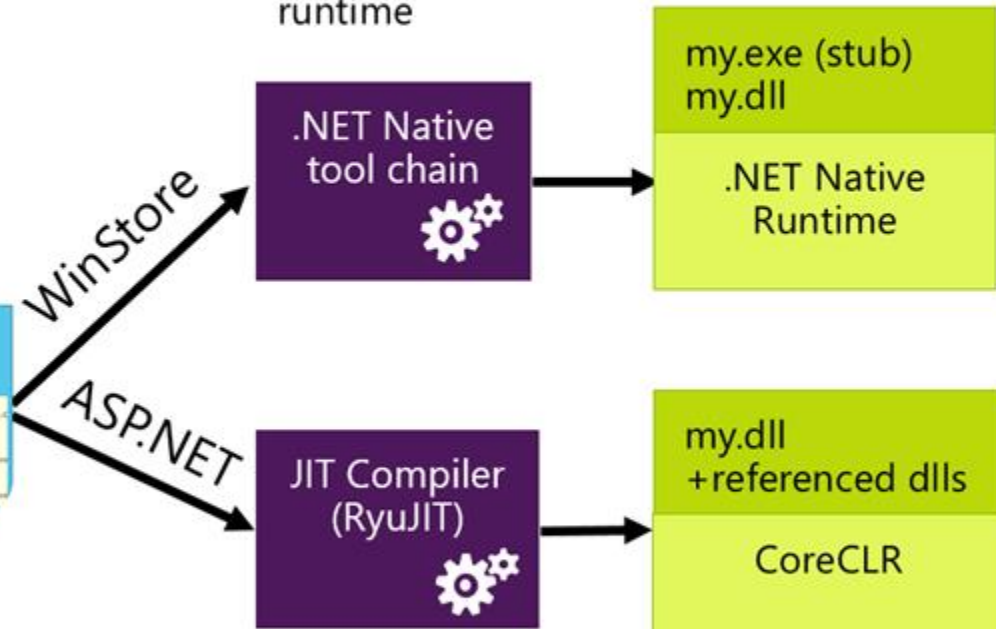 runtime
WinStore
.NET Native
tool chain
my.exe (stub)
my.dll
.NET Native
Runtime
ASP.NET
JIT Compiler
(RyuJIT)
my.dll
+referenced dlls
CoreCLR